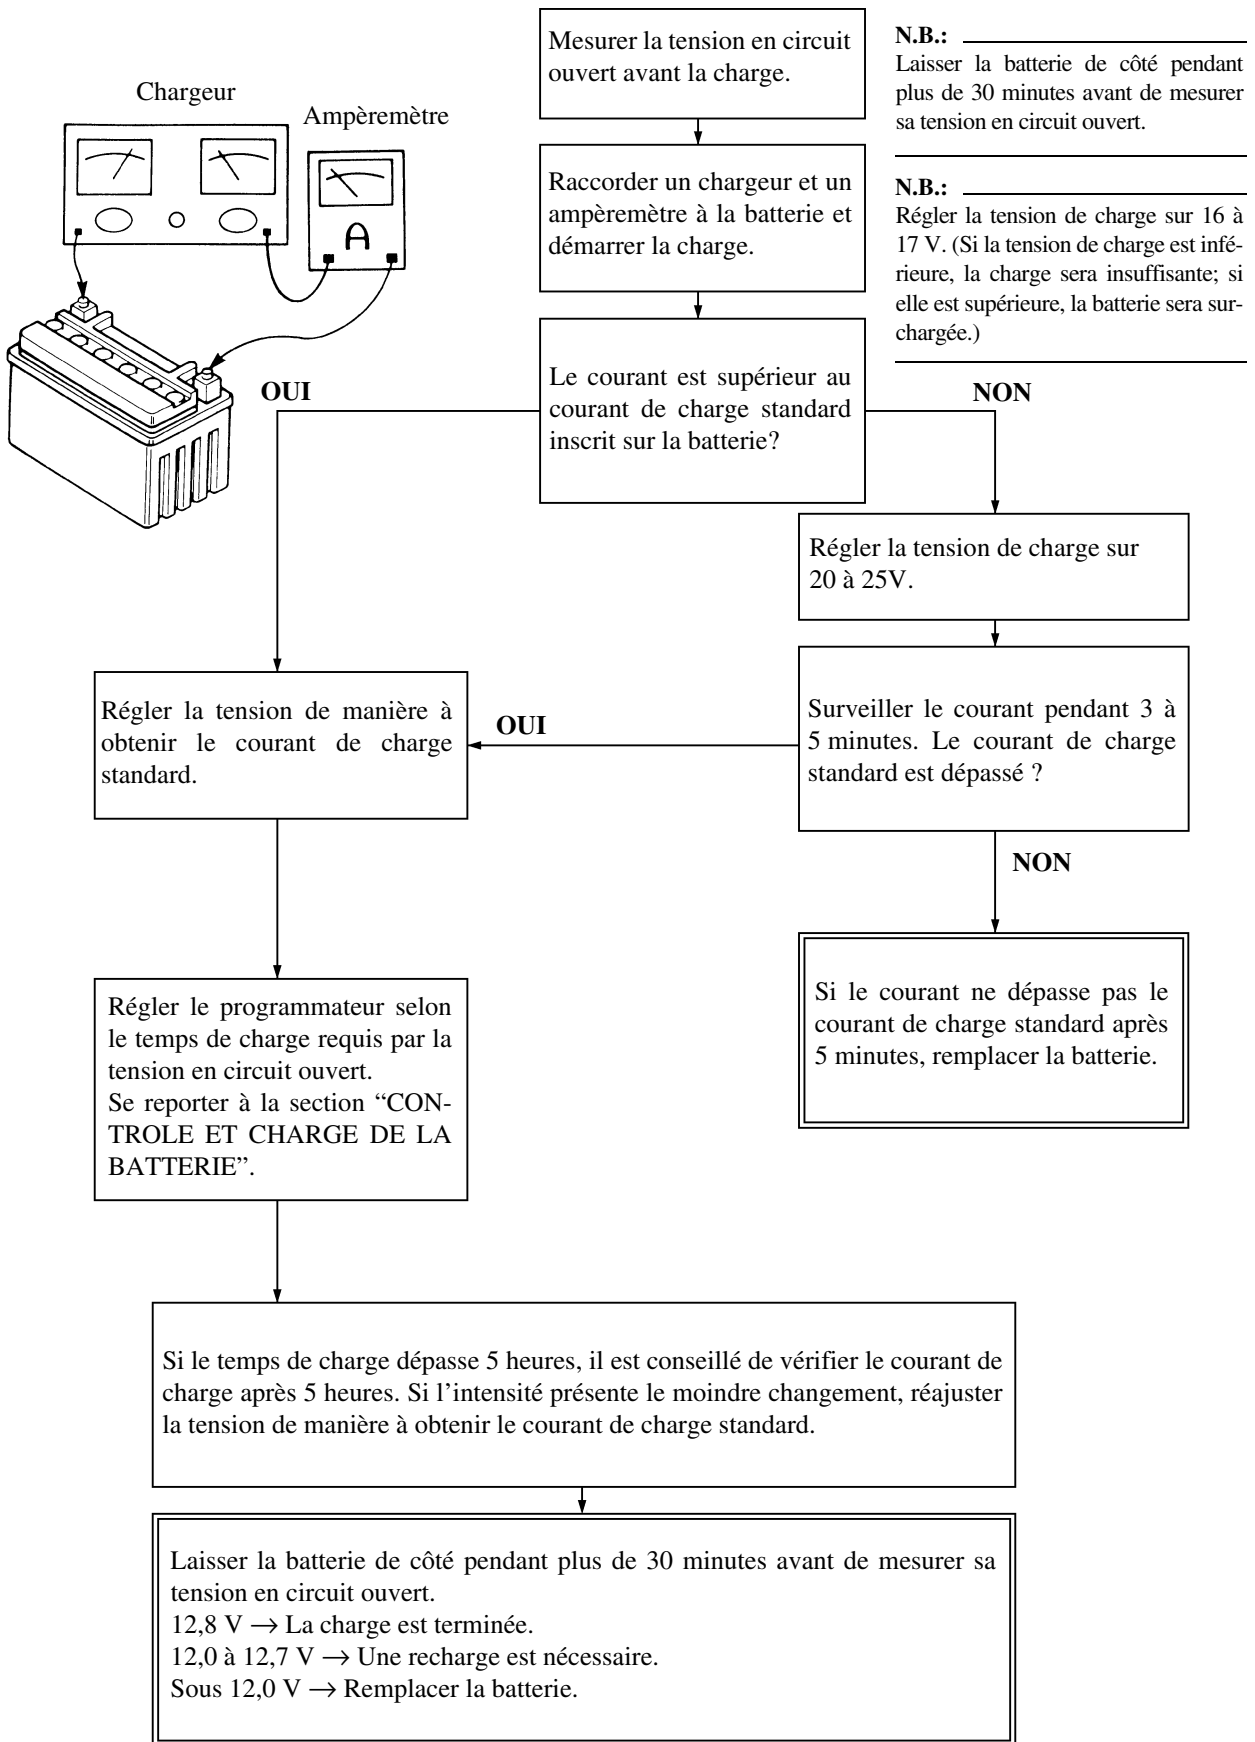 Chargeur
Ampèremètre
A
Mesurer la tension en circuit
ouvert avant la charge.
N.B.:
Laisser la batterie de côté pendant
plus de 30 minutes avant de mesurer
sa tension en circuit ouvert.
Raccorder un chargeur et un
ampèremètre à la batterie et
démarrer la charge.
N.B.:
Régler la tension de charge sur 16 à
17 V. (Si la tension de charge est infé-
rieure, la charge sera insuffisante; si
elle est supérieure, la batterie sera sur-
chargée.)
Le courant est supérieur au
courant de charge standard
inscrit sur la batterie?
OUI
NON
Régler la tension de charge sur
20 à 25V.
Surveiller le courant pendant 3 à
5 minutes. Le courant de charge
standard est dépassé ?
OUI
Régler la tension de manière à
obtenir le courant de charge
standard.
NON
Si le courant ne dépasse pas le
courant de charge standard après
5 minutes, remplacer la batterie.
Régler le programmateur selon
le temps de charge requis par la
tension en circuit ouvert.
Se reporter à la section “CON-
TROLE ET CHARGE DE LA
BATTERIE”.
Si le temps de charge dépasse 5 heures, il est conseillé de vérifier le courant de
charge après 5 heures. Si l’intensité présente le moindre changement, réajuster
la tension de manière à obtenir le courant de charge standard.
Laisser la batterie de côté pendant plus de 30 minutes avant de mesurer sa
tension en circuit ouvert.
12,8 V → La charge est terminée.
12,0 à 12,7 V → Une recharge est nécessaire.
Sous 12,0 V → Remplacer la batterie.